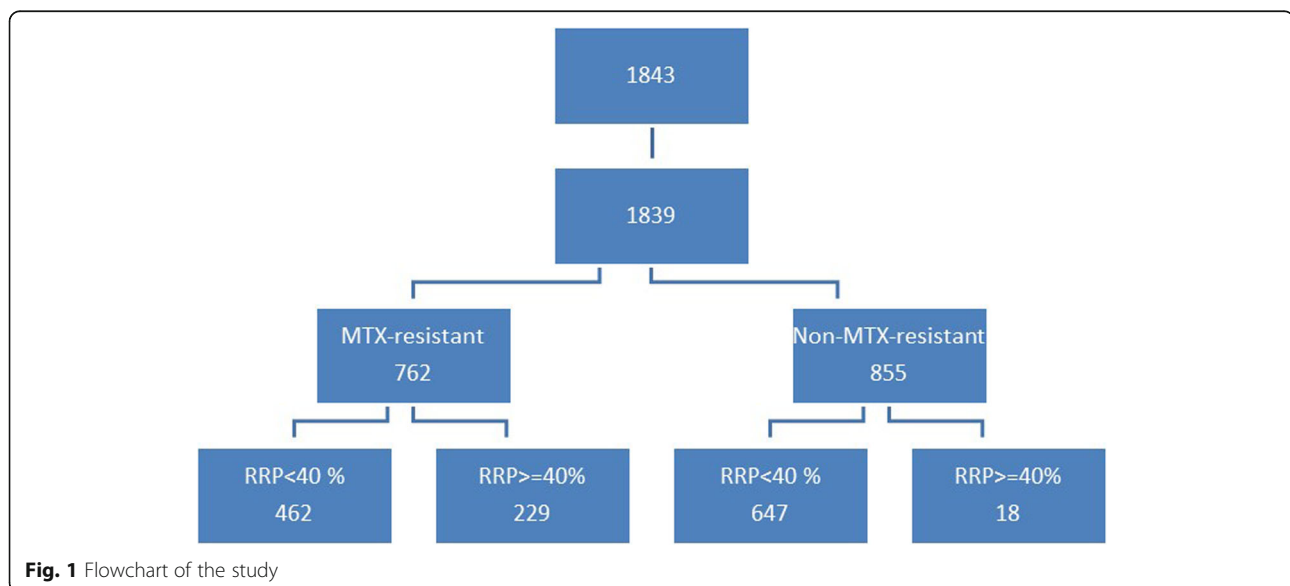 1843
1839
MTX-resistant
762
Non-MTX-resistant
855
RRP<40 %
462
RRP>=40%
229
RRP<40 %
647
RRP>=40%
18
Fig. 1 Flowchart of the study